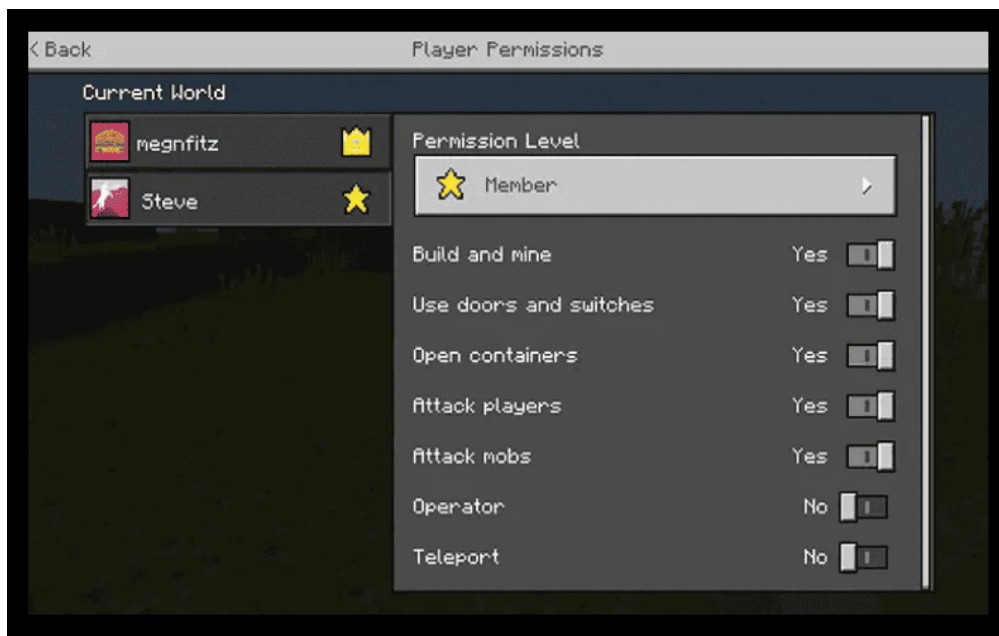 < Back
Player Permissions
Current World
megnfitz
Steve
Permission Level
Member
Build and mine Yes
Use doors and switches Yes
Open containers Yes
Attack players Yes
Attack mobs Yes
Operator No
Teleport No